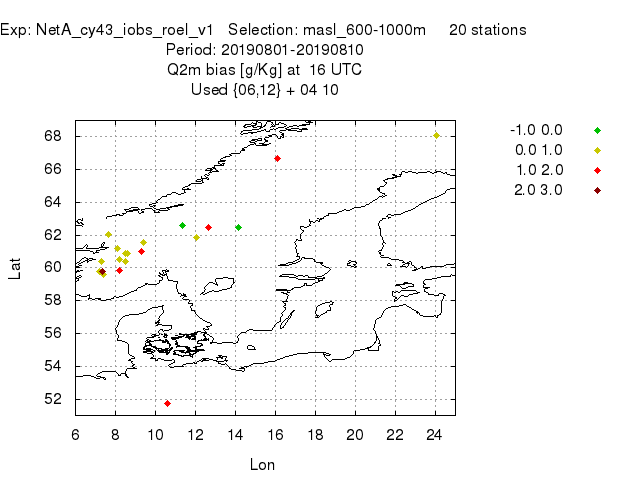 Exp: NetA_cy43_iobs_roel_v1   Selection: masl_600-1000m     20 stations
Period: 20190801-20190810
Q2m bias [g/Kg] at  16 UTC
Used {06,12} + 04 10
-1.0 0.0
0.0 1.0
1.0 2.0
2.0 3.0
68
66
64
62
60
58
56
54
52
Lat
6 8 10 12 14 16 18 20 22 24
Lon